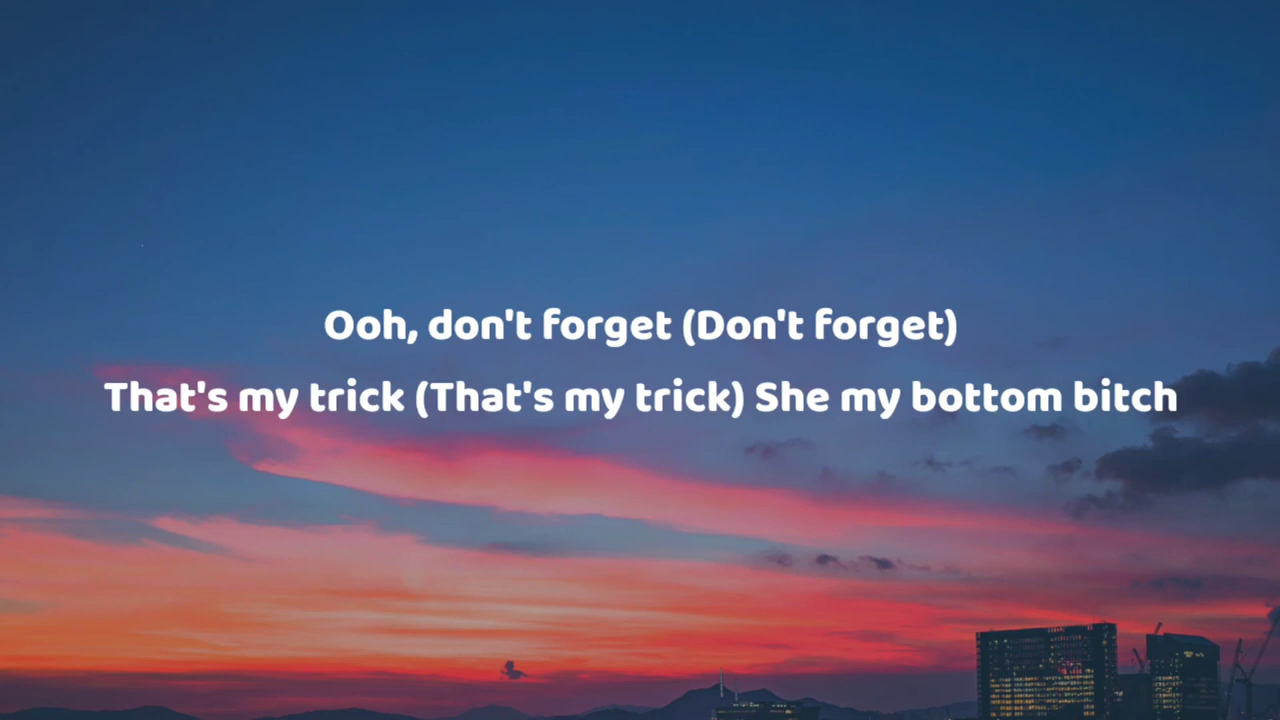 Ooh, don't forget (Don't forget)
That's my trick (That's my trick) She my bottom bitch